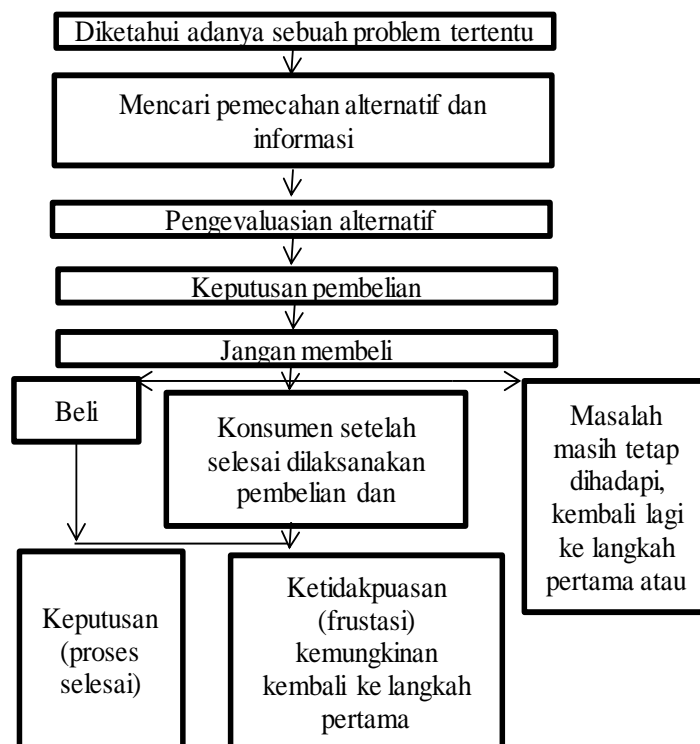 Diketahui adanya sebuah problem tertentu
Mencari pemecahan alternatif dan
informasi
Pengevaluasian alternatif
Keputusan pembelian
Jangan membeli
Beli
Konsumen setelah
selesai dilaksanakan
pembelian dan
Masalah
masih tetap
dihadapi,
kembali lagi
ke langkah
pertama atau
Keputusan
(proses
selesai)
Ketidakpuasan
(frustasi)
kemungkinan
kembali ke langkah
pertama